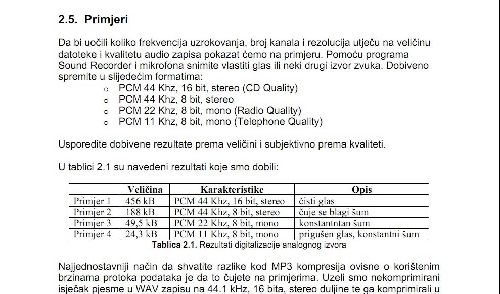 2.5. Primjeri
Da bi uočili koliko frekvencija uzrokovanja, broj kanala i rezolucija utječu na veličinu
datoteke i kvalitetu audio zapisa pokazat ćemo na primjeru. Pomoću programa
Sound Recorder i mikrofona snimite vlastiti glas ili neki drugi izvor zvuka. Dobiveno
spremite u slijedećim formatima:
o PCM 44 Khz, 16 bit, stereo (CD Quality)
o PCM 44 Khz, 8 bit, stereo
o PCM 22 Khz, 8 bit, mono (Radio Quality)
o PCM 11 Khz, 8 bit, mono (Telephone Quality)
Usporedite dobivene rezultate prema veličini i subjektivno prema kvaliteti.
U tablici 2.1 su navedeni rezultati koje smo dobili:
Veličina Karakteristike Opis
Primjer 1 456 kB PCM 44 Khz, 16 bit, stereo čisti glas
Primjer 2 188 kB PCM 44 Khz, 8 bit, stereo čuje se blagi šum
Primjer 3 49,5 kB PCM 22 Khz, 8 bit, mono konstantntan šum
Primjer 4 24,3 kB PCM 11 Khz, 8 bit, mono prigušen glas, konstantni šum
Tablica 2.1. Rezultati digitalizacije analognog izvora
Najjednostavniji način da shvatite razlike kod MP3 kompresija ovisne o korištenim
brzinama protoka podataka je da to čujete na primjerima. Uzeli smo nekomprimirani
isječak pjesme u WAV zapisu na 44.1 kHz, 16 bita, stereo duljine te ga komprimirali u